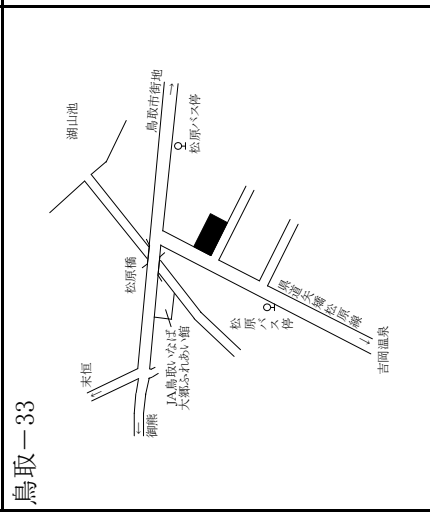 鳥取－33
湖山池
鳥取市街地
→
松原バス停
松原橋
末恒
←
御熊
←
JA鳥取いなば
大郷ふれあい館
松原バス停
県道矢橋松原線
吉岡温泉
↓